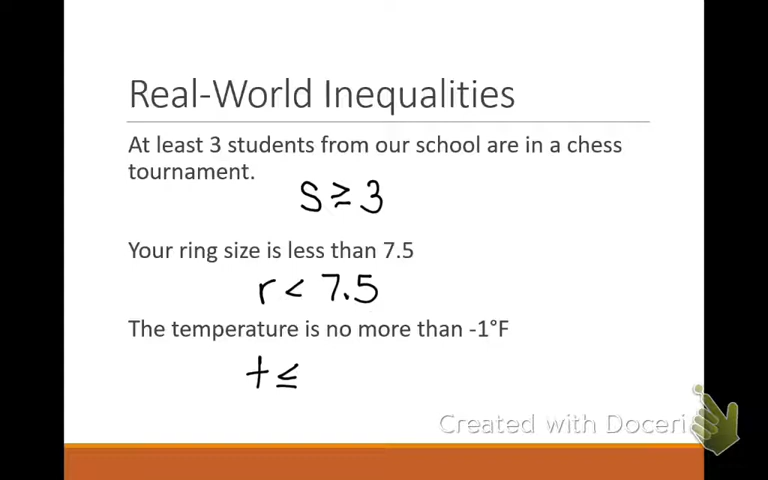 Real-World Inequalities
At least 3 students from our school are in a chess
tournament.
S ≥ 3
Your ring size is less than 7.5
r < 7.5
The temperature is no more than -1°F
t ≤
Created with Doceri